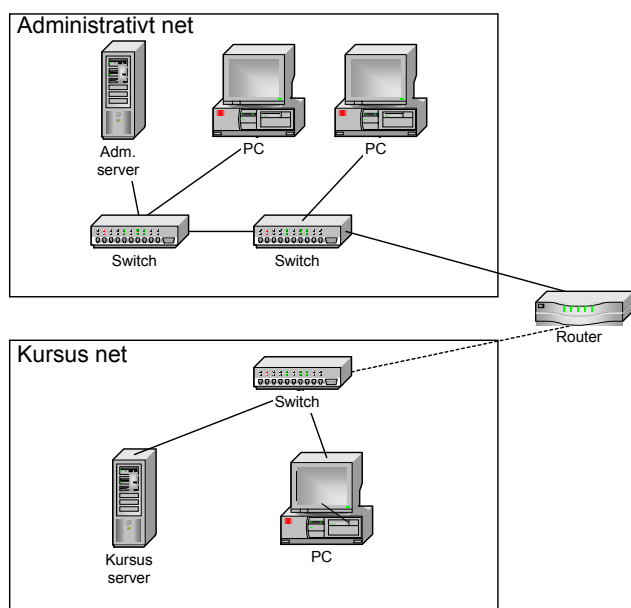 Administrativt net
Adm.
server
PC
PC
Switch
Switch
Router
Kursus net
Switch
Kursus
server
PC